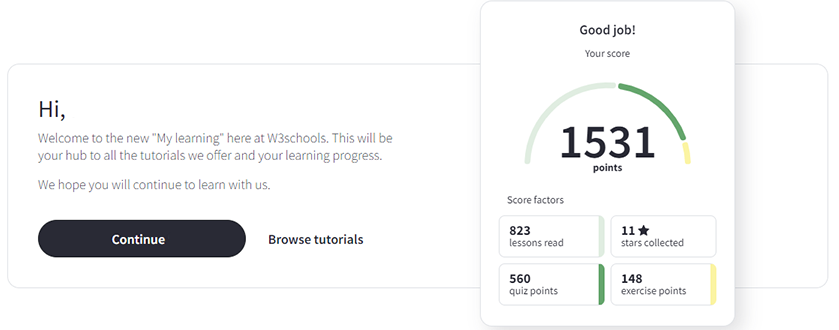 Hi,
Welcome to the new "My learning" here at W3schools. This will be
your hub to all the tutorials we offer and your learning progress.
We hope you will continue to learn with us.
Continue
Browse tutorials
Good job!
Your score
1531
points
Score factors
823
lessons read
11 ★
stars collected
560
quiz points
148
exercise points